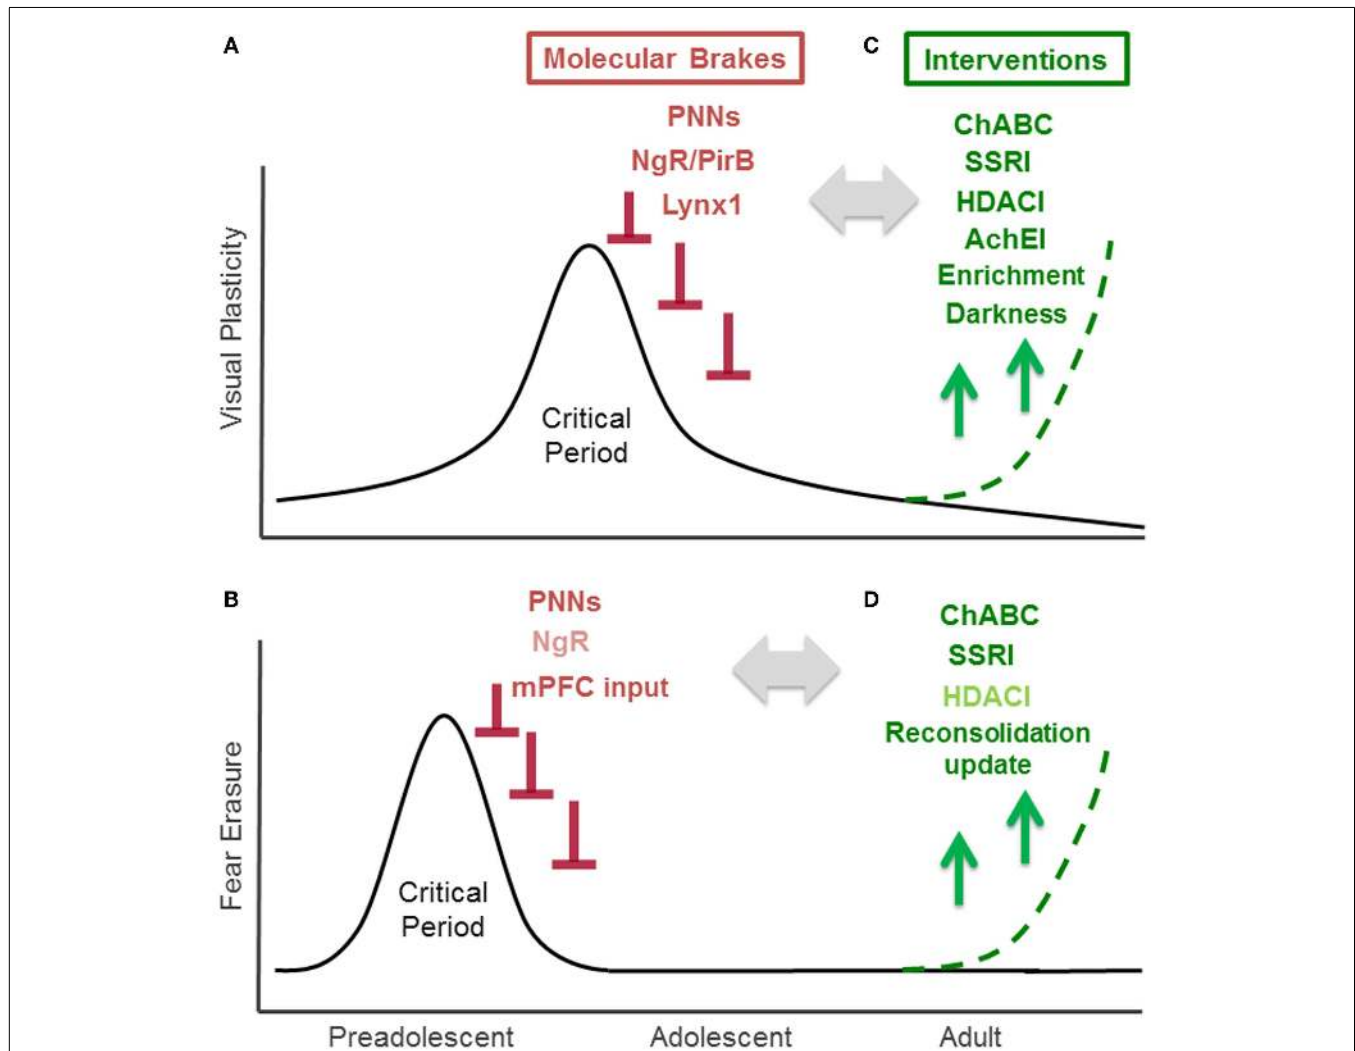 A
Molecular Brakes
PNNs
NgR/PirB
Lynx1
C
Interventions
ChABC
SSRI
HDACI
AchEI
Enrichment
Darkness
Visual Plasticity
Critical
Period
B
PNNs
NgR
mPFC input
D
ChABC
SSRI
HDACI
Reconsolidation
update
Fear Erasure
Critical
Period
Preadolescent
Adolescent
Adult